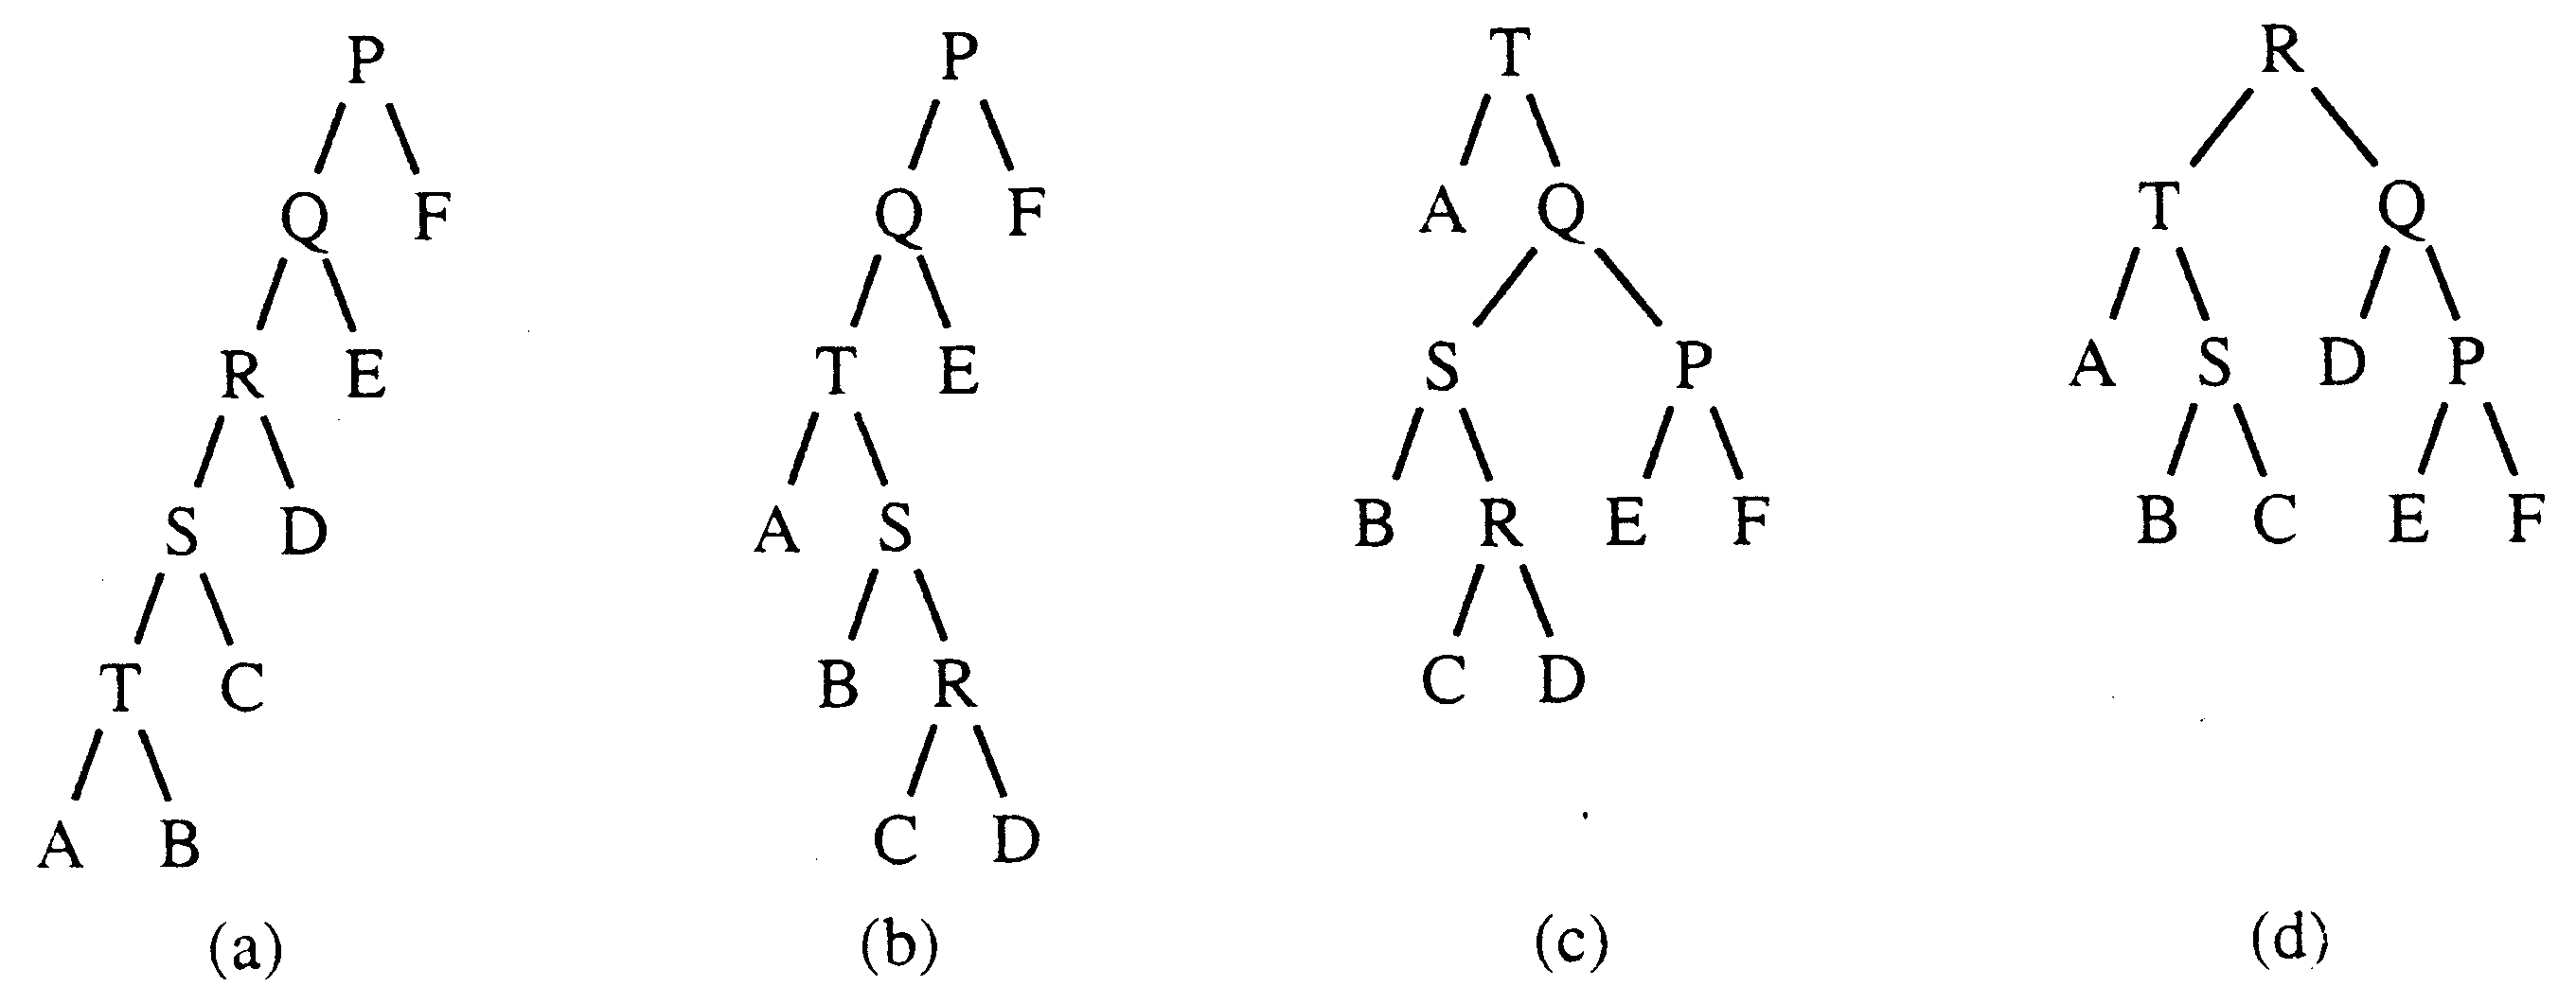 P P T R
Q F Q F A Q T Q
R E T E S P A S D P
S D A S B R E F B C E F
T C B R C D
A B C D
(a) (b) (c) (d)